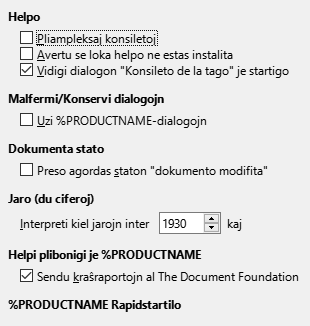 Helpo
Pliampleksaj konsiletoj
Avertu se loka helpo ne estas instalita
Vidigi dialogon "Konsileto de la tago" je startigo
Malfermi/Konservi dialogojn
Uzi %PRODUCTNAME-dialogojn
Dokumenta stato
Preso agordas staton "dokumento modifita"
Jaro (du ciferoj)
Interpreti kiel jarojn inter 1930 kaj
Helpi plibonigi je %PRODUCTNAME
Sendu kraŝraportojn al The Document Foundation
%PRODUCTNAME Rapidstartilo